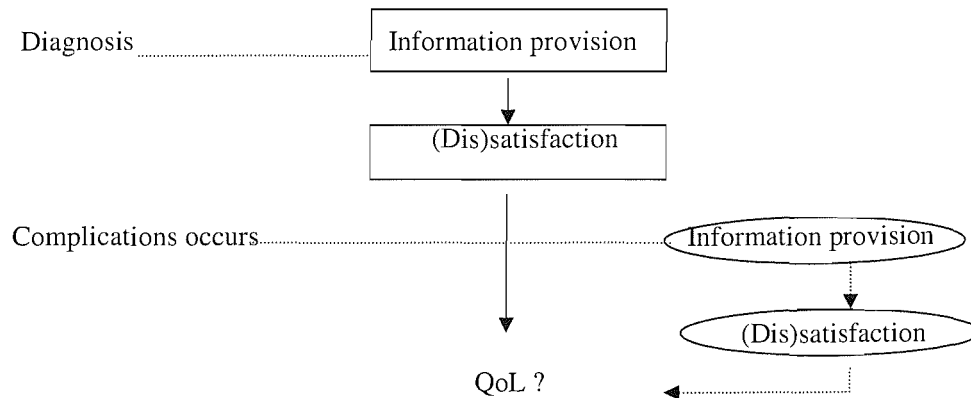 Diagnosis
Information provision
(Dis)satisfaction
Complications occurs
Information provision
(Dis)satisfaction
QoL ?